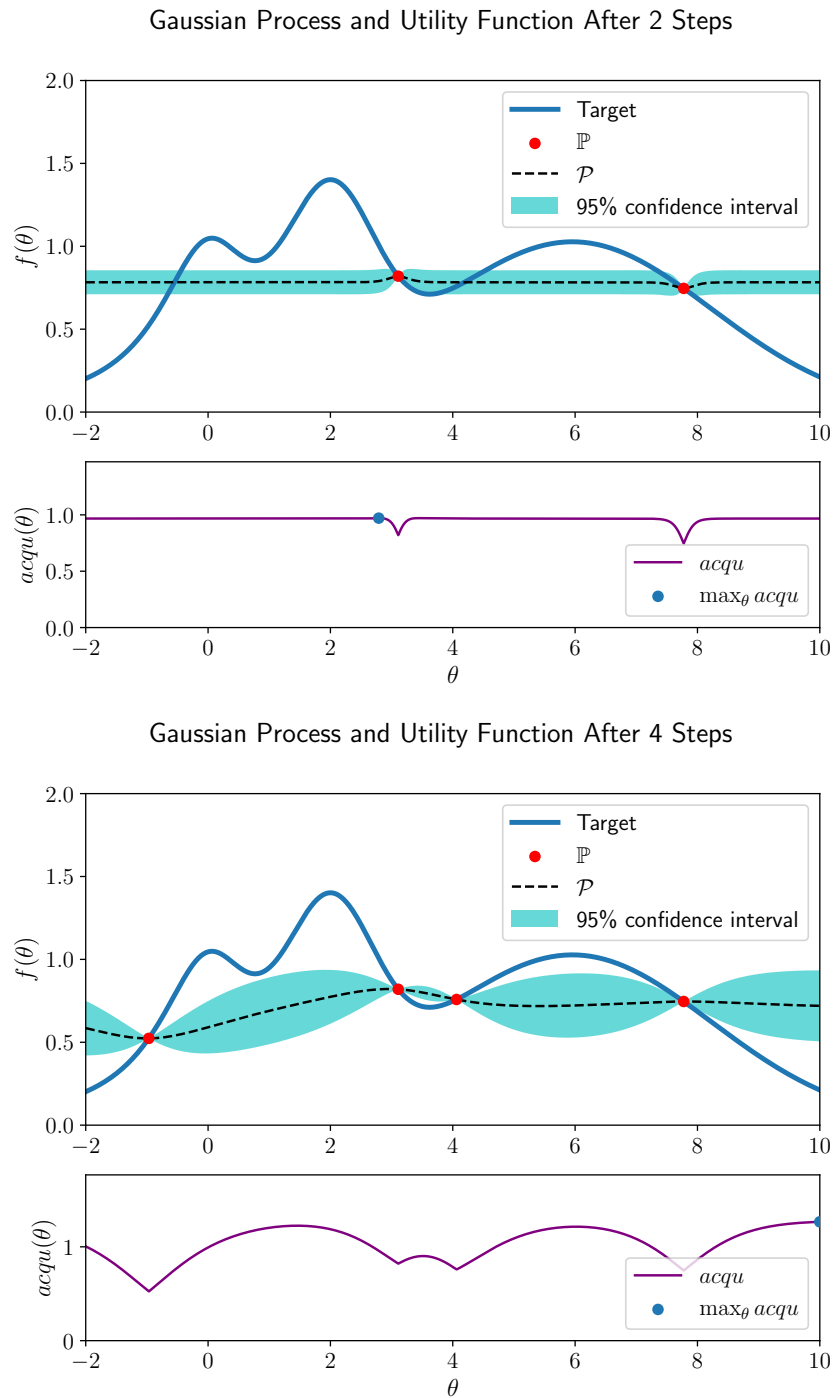 Gaussian Process and Utility Function After 2 Steps
2.0
1.5
1.0
0.5
0.0
f(θ)
Target
ℙ
𝒫
95% confidence interval
−2 0 2 4 6 8 10
1.0
0.5
0.0
acqu(θ)
acqu
max_θ acqu
−2 0 2 4 6 8 10
θ
Gaussian Process and Utility Function After 4 Steps
2.0
1.5
1.0
0.5
0.0
f(θ)
Target
ℙ
𝒫
95% confidence interval
−2 0 2 4 6 8 10
1
0
acqu(θ)
acqu
max_θ acqu
−2 0 2 4 6 8 10
θ